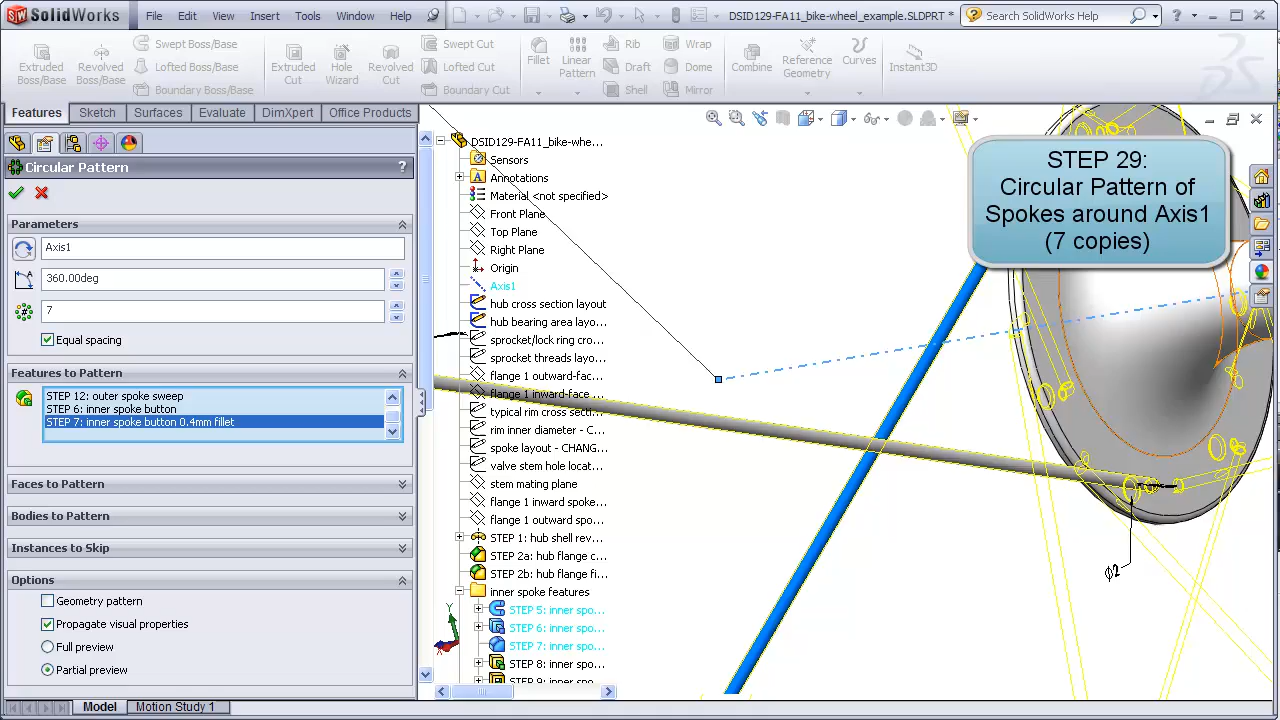 SolidWorks
File Edit View Insert Tools Window Help
DSID129-FA11_bike-wheel_example.SLDPRT *
Search SolidWorks Help
Extruded Boss/Base
Revolved Boss/Base
Swept Boss/Base
Lofted Boss/Base
Boundary Boss/Base
Extruded Cut
Hole Wizard
Revolved Cut
Swept Cut
Lofted Cut
Boundary Cut
Fillet
Linear Pattern
Rib
Draft
Shell
Wrap
Dome
Mirror
Combine
Reference Geometry
Curves
Instant3D
Features Sketch Surfaces Evaluate DimXpert Office Products
Circular Pattern ?
Parameters
Axis1
360.00deg
7
Equal spacing
Features to Pattern
STEP 12: outer spoke sweep
STEP 6: inner spoke button
STEP 7: inner spoke button 0.4mm fillet
Faces to Pattern
Bodies to Pattern
Instances to Skip
Options
Geometry pattern
Propagate visual properties
Full preview
Partial preview
DSID129-FA11_bike-whe...
Sensors
Annotations
Material <not specified>
Front Plane
Top Plane
Right Plane
Origin
Axis1
hub cross section layout
hub bearing area layo...
sprocket/lock ring cro...
sprocket threads layo...
flange 1 outward-fac...
flange 1 inward-face ...
typical rim cross secti...
rim inner diameter - C...
spoke layout - CHANG...
valve stem hole locat...
stem mating plane
flange 1 inward spoke...
flange 1 outward spo...
STEP 1: hub shell rev...
STEP 2a: hub flange c...
STEP 2b: hub flange fi...
inner spoke features
STEP 5: inner spo...
STEP 6: inner spo...
STEP 7: inner spo...
STEP 8: inner spo...
STEP 9: inner spo...
STEP 29:
Circular Pattern of
Spokes around Axis1
(7 copies)
ϕ2
Y
Model Motion Study 1